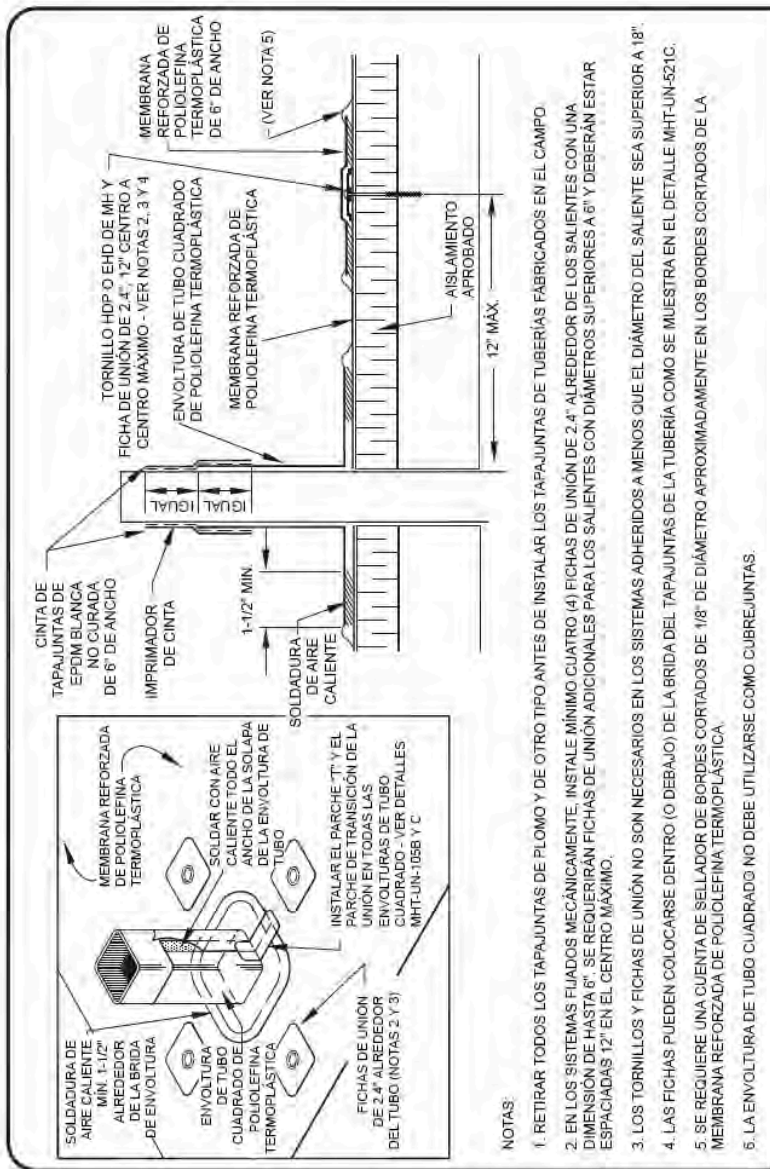 SOLDADURA DE
AIRE CALIENTE
MÍN. 1-1/2"
ALREDEDOR
DE LA BRIDA
DE ENVOLTURA
ENVOLTURA
DE TUBO
CUADRADO DE
POLIOLEFINA
TERMOPLÁSTICA
FICHAS DE UNIÓN
DE 2.4" ALREDEDOR
DEL TUBO (NOTAS 2 Y 3)
MEMBRANA REFORZADA
DE POLIOLEFINA
TERMOPLÁSTICA
SOLDAR CON AIRE
CALIENTE TODO EL
ANCHO DE LA SOLAPA
DE LA ENVOLTURA DE
TUBO
INSTALAR EL PARCHE "T" Y EL
PARCHE DE TRANSICIÓN DE LA
UNIÓN EN TODAS LAS
ENVOLTURAS DE TUBO
CUADRADO - VER DETALLES
MHT-UN-105B Y C
CINTA DE
TAPAJUNTAS DE
EPDM BLANCA
NO CURADA
DE 6" DE ANCHO
IMPRIMADOR
DE CINTA
1-1/2" MIN.
SOLDADURA
DE AIRE
CALIENTE
IGUAL
IGUAL
TORNILLO HDP O EHD DE MH Y
FICHA DE UNIÓN DE 2.4", 12" CENTRO A
CENTRO MÁXIMO - VER NOTAS 2, 3 Y 4
ENVOLTURA DE TUBO CUADRADO
DE POLIOLEFINA TERMOPLÁSTICA
MEMBRANA REFORZADA DE
POLIOLEFINA TERMOPLÁSTICA
MEMBRANA
REFORZADA DE
POLIOLEFINA
TERMOPLÁSTICA
DE 6" DE ANCHO
(VER NOTA 5)
AISLAMIENTO
APROBADO
12" MÁX.
NOTAS:
1. RETIRAR TODOS LOS TAPAJUNTAS DE PLOMO Y DE OTRO TIPO ANTES DE INSTALAR LOS TAPAJUNTAS DE TUBERÍAS FABRICADOS EN EL CAMPO.
2. EN LOS SISTEMAS FIJADOS MECÁNICAMENTE, INSTALE MÍNIMO CUATRO (4) FICHAS DE UNIÓN DE 2.4" ALREDEDOR DE LOS SALIENTES CON UNA
DIMENSIÓN DE HASTA 6". SE REQUERIRÁN FICHAS DE UNIÓN ADICIONALES PARA LOS SALIENTES CON DIÁMETROS SUPERIORES A 6" Y DEBERÁN ESTAR
ESPACIADAS 12" EN EL CENTRO MÁXIMO.
3. LOS TORNILLOS Y FICHAS DE UNIÓN NO SON NECESARIOS EN LOS SISTEMAS ADHERIDOS A MENOS QUE EL DIÁMETRO DEL SALIENTE SEA SUPERIOR A 18".
4. LAS FICHAS PUEDEN COLOCARSE DENTRO (O DEBAJO) DE LA BRIDA DEL TAPAJUNTAS DE LA TUBERÍA COMO SE MUESTRA EN EL DETALLE MHT-UN-521C.
5. SE REQUIERE UNA CUENTA DE SELLADOR DE BORDES CORTADOS DE 1/8" DE DIÁMETRO APROXIMADAMENTE EN LOS BORDES CORTADOS DE LA
MEMBRANA REFORZADA DE POLIOLEFINA TERMOPLÁSTICA.
6. LA ENVOLTURA DE TUBO CUADRADO NO DEBE UTILIZARSE COMO CUBREJUNTAS.